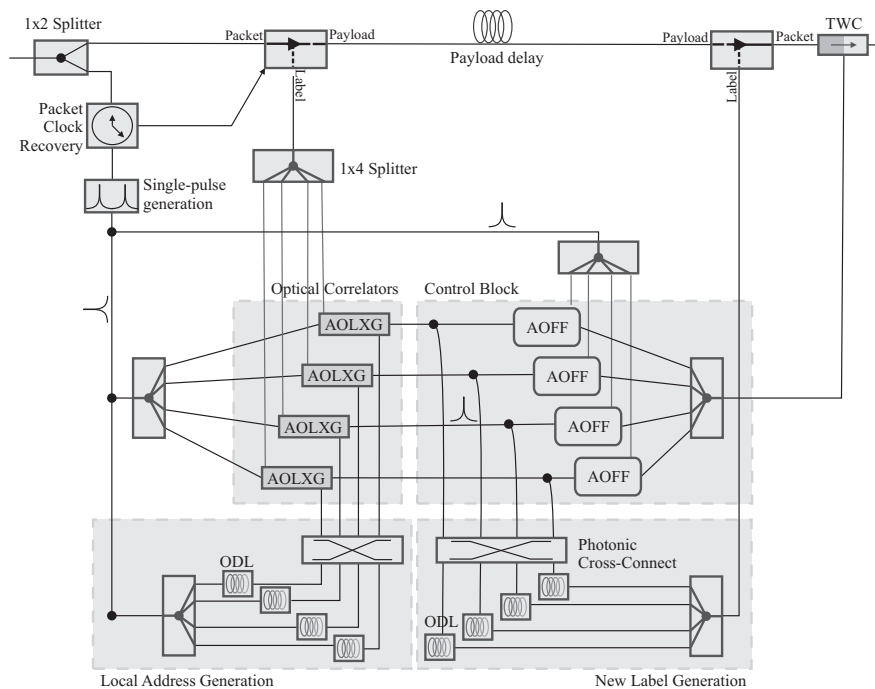 1x2 Splitter
Packet
Payload
Payload delay
Payload
Packet
TWC
Label
Label
Packet
Clock
Recovery
1x4 Splitter
Single-pulse
generation
Optical Correlators
Control Block
AOLXG
AOFF
AOLXG
AOFF
AOLXG
AOFF
AOLXG
AOFF
ODL
Photonic
Cross-Connect
ODL
Local Address Generation
New Label Generation